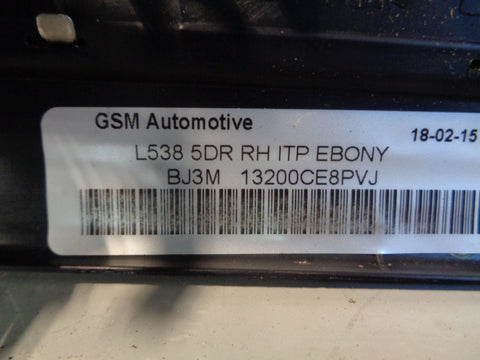 GSM Automotive
18-02-15
L538 5DR RH ITP EBONY
BJ3M 13200CE8PVJ